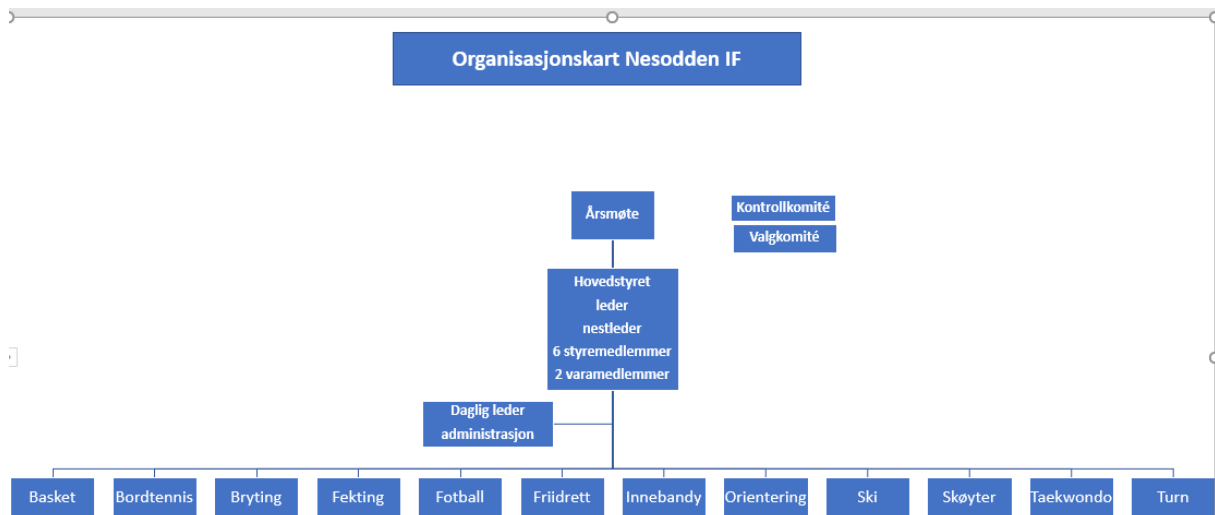 Organisasjonskart Nesodden IF
Årsmøte
Kontrollkomité
Valgkomité
Hovedstyret
leder
nestleder
6 styremedlemmer
2 varamedlemmer
Daglig leder
administrasjon
Basket
Bordtennis
Bryting
Fekting
Fotball
Friidrett
Innebandy
Orientering
Ski
Skøyter
Taekwondo
Turn